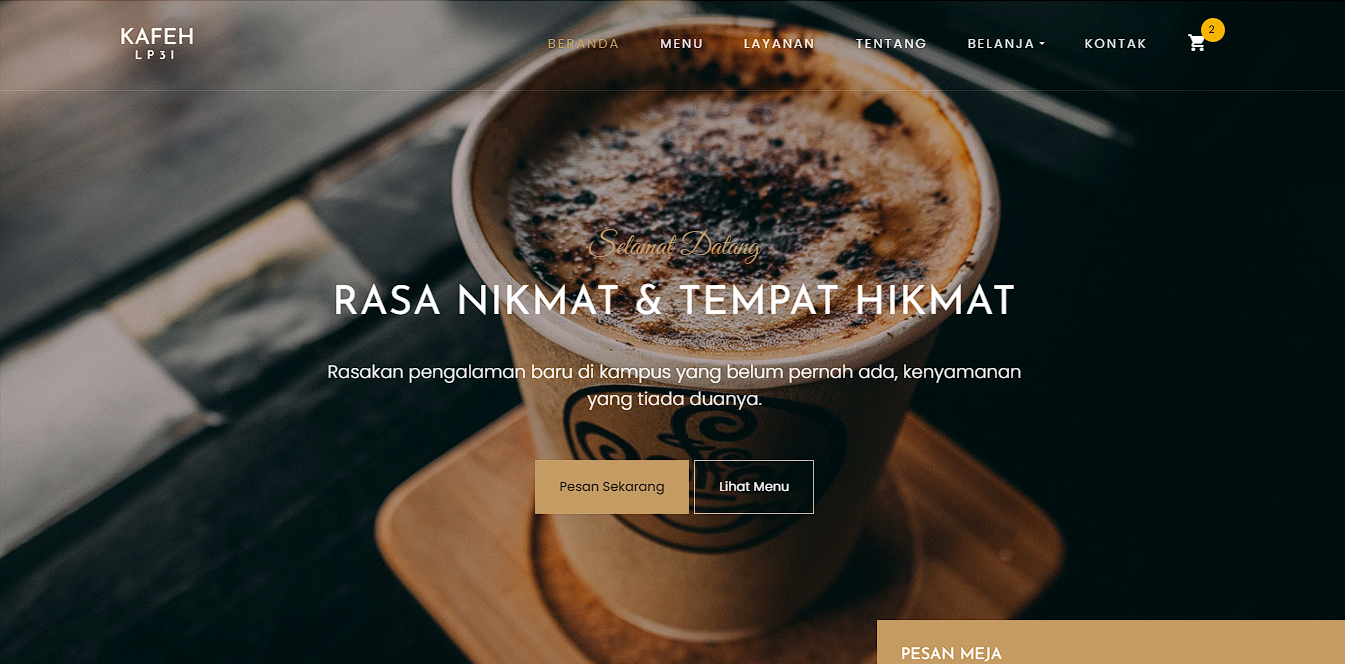 KAFEH
LP3I
BERANDA MENU LAYANAN TENTANG BELANJA KONTAK 2
Selamat Datang
RASA NIKMAT & TEMPAT HIKMAT
Rasakan pengalaman baru di kampus yang belum pernah ada, kenyamanan
yang tiada duanya.
Pesan Sekarang Lihat Menu
PESAN MEJA